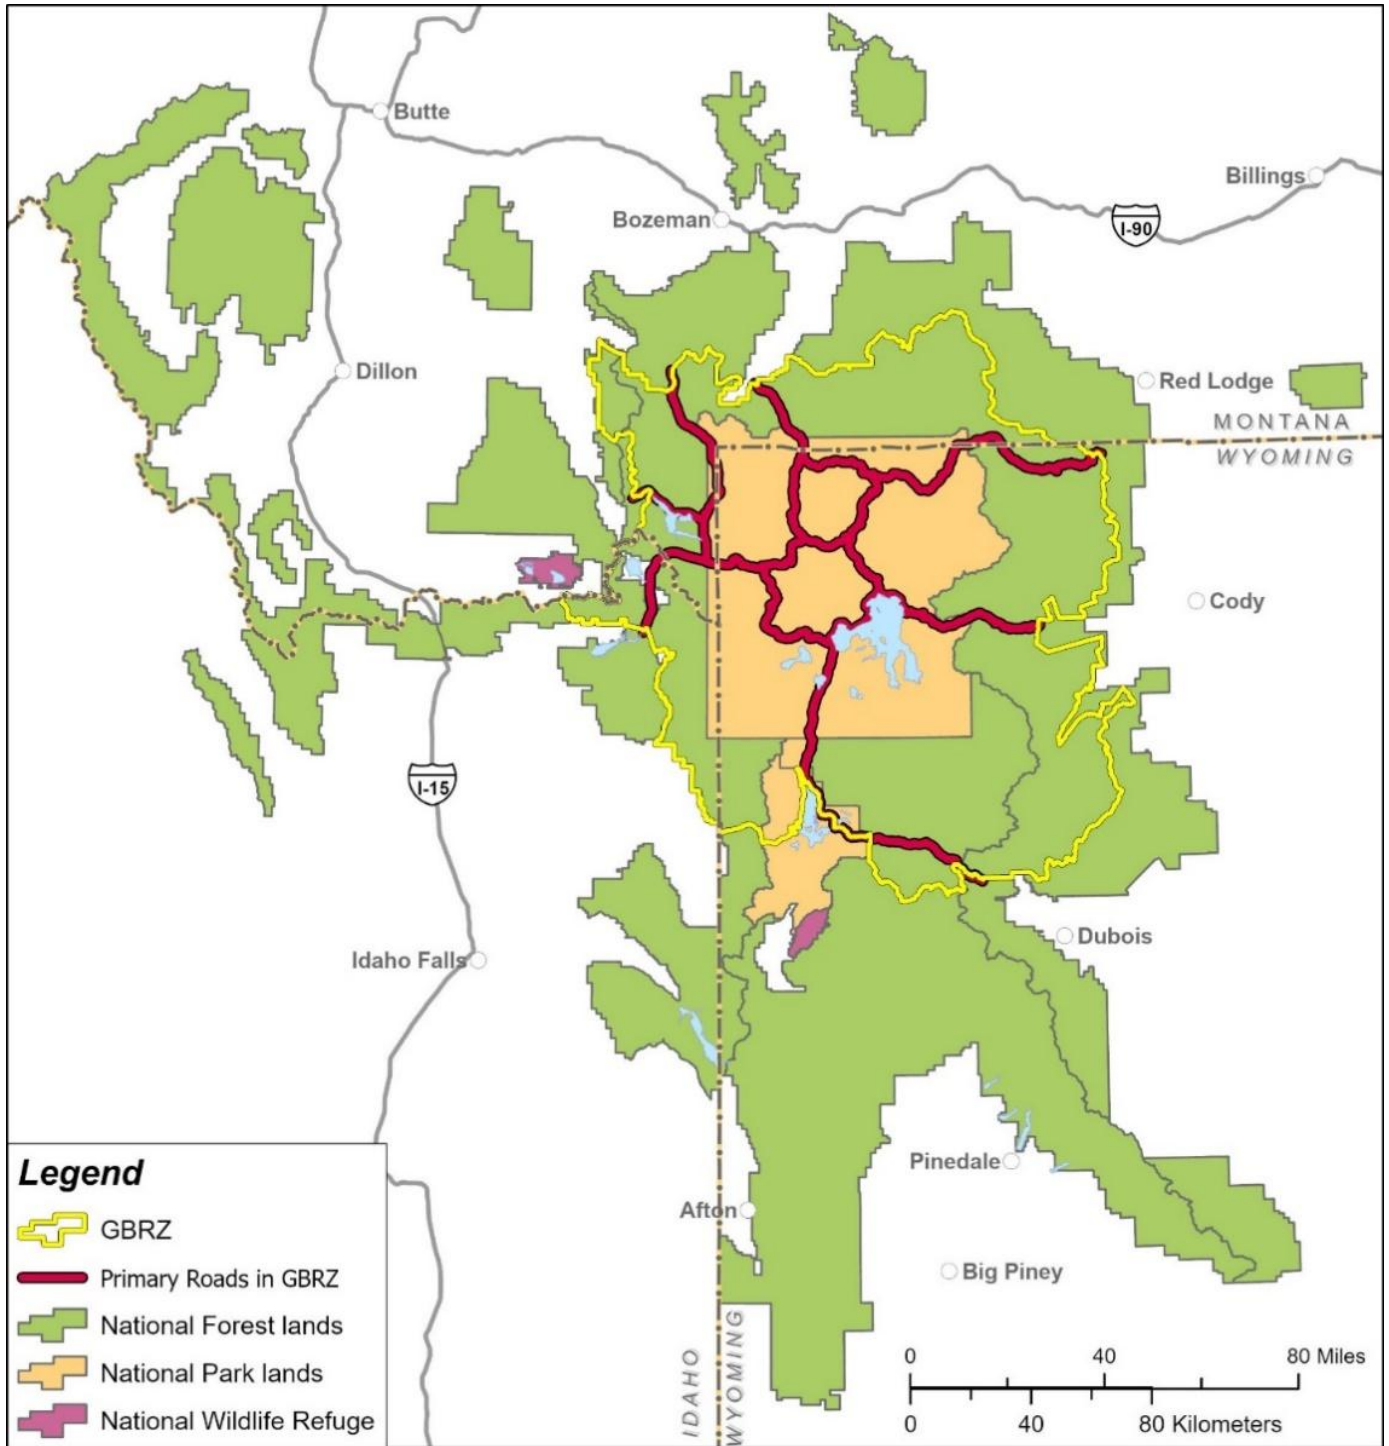 Butte
Billings
Bozeman
I-90
Dillon
Red Lodge
MONTANA
WYOMING
Cody
I-15
Dubois
Idaho Falls
Pinedale
Afton
Big Piney
IDAHO
WYOMING
Legend
GBRZ
Primary Roads in GBRZ
National Forest lands
National Park lands
National Wildlife Refuge
0 40 80 Miles
0 40 80 Kilometers